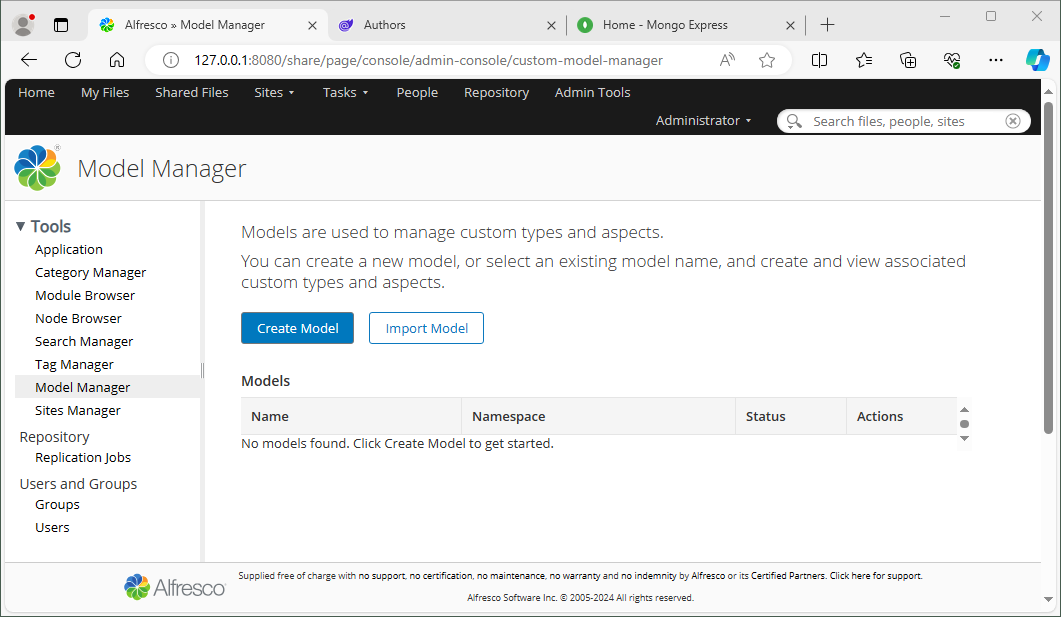 Alfresco » Model Manager
Authors
Home - Mongo Express
127.0.0.1:8080/share/page/console/admin-console/custom-model-manager
Home My Files Shared Files Sites Tasks People Repository Admin Tools
Administrator
Search files, people, sites
Model Manager
Tools
Application
Category Manager
Module Browser
Node Browser
Search Manager
Tag Manager
Model Manager
Sites Manager
Repository
Replication Jobs
Users and Groups
Groups
Users
Models are used to manage custom types and aspects.
You can create a new model, or select an existing model name, and create and view associated
custom types and aspects.
Create Model
Import Model
Models
Name Namespace Status Actions
No models found. Click Create Model to get started.
Alfresco
Supplied free of charge with no support, no certification, no maintenance, no warranty and no indemnity by Alfresco or its Certified Partners. Click here for support.
Alfresco Software Inc. © 2005-2024 All rights reserved.